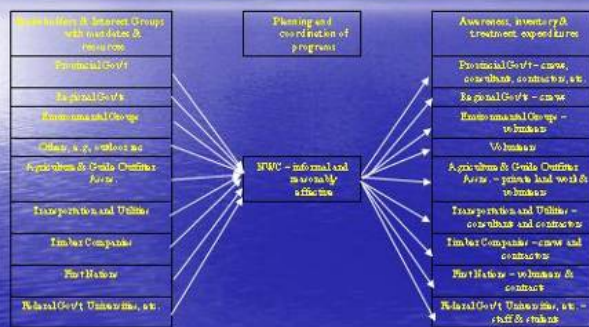 Stakeholders & Interest Groups
with mandates &
resources
Provincial Gov't
Regional Gov'ts
Environmental Groups
Others, e.g., outdoor rec
Agriculture & Guide Outfitter
Assns.
Transportation and Utilities
Timber Companies
First Nations
Federal Gov't, Universities, etc.
Planning and
coordination of
programs
NWC – informal and
reasonably
effective
Awareness, inventory &
treatment expenditures
Provincial Gov't – crews,
consultants, contractors, etc.
Regional Gov't – crews
Environmental Groups –
volunteers
Volunteers
Agriculture & Guide Outfitter
Assns. – private land work &
volunteers
Transportation and Utilities –
consultants and contractors
Timber Companies – crews and
contractors
First Nations – volunteers &
contracts
Federal Gov't, Universities, etc. –
staff & students